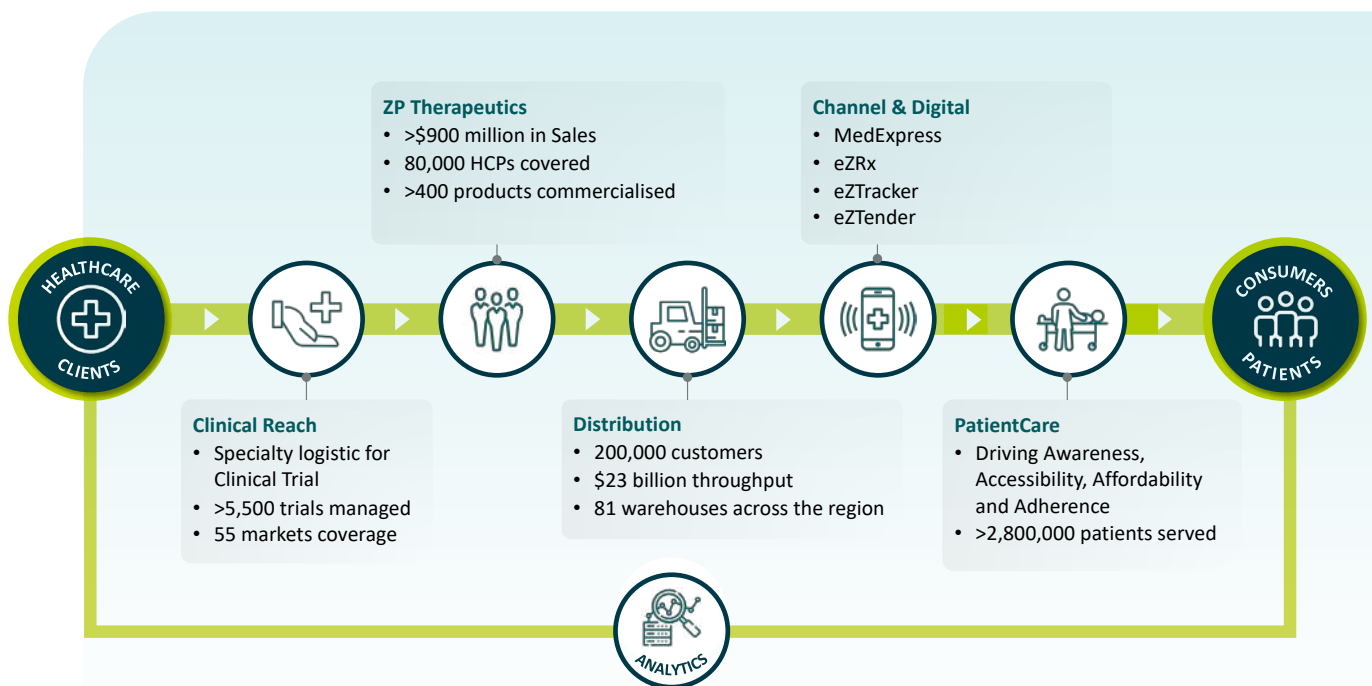 ZP Therapeutics
• >$900 million in Sales
• 80,000 HCPs covered
• >400 products commercialised
Channel & Digital
• MedExpress
• eZRx
• eZTracker
• eZTender
HEALTHCARE
CLIENTS
CONSUMERS
PATIENTS
Clinical Reach
• Specialty logistic for
Clinical Trial
• >5,500 trials managed
• 55 markets coverage
Distribution
• 200,000 customers
• $23 billion throughput
• 81 warehouses across the region
PatientCare
• Driving Awareness,
Accessibility, Affordability
and Adherence
• >2,800,000 patients served
ANALYTICS